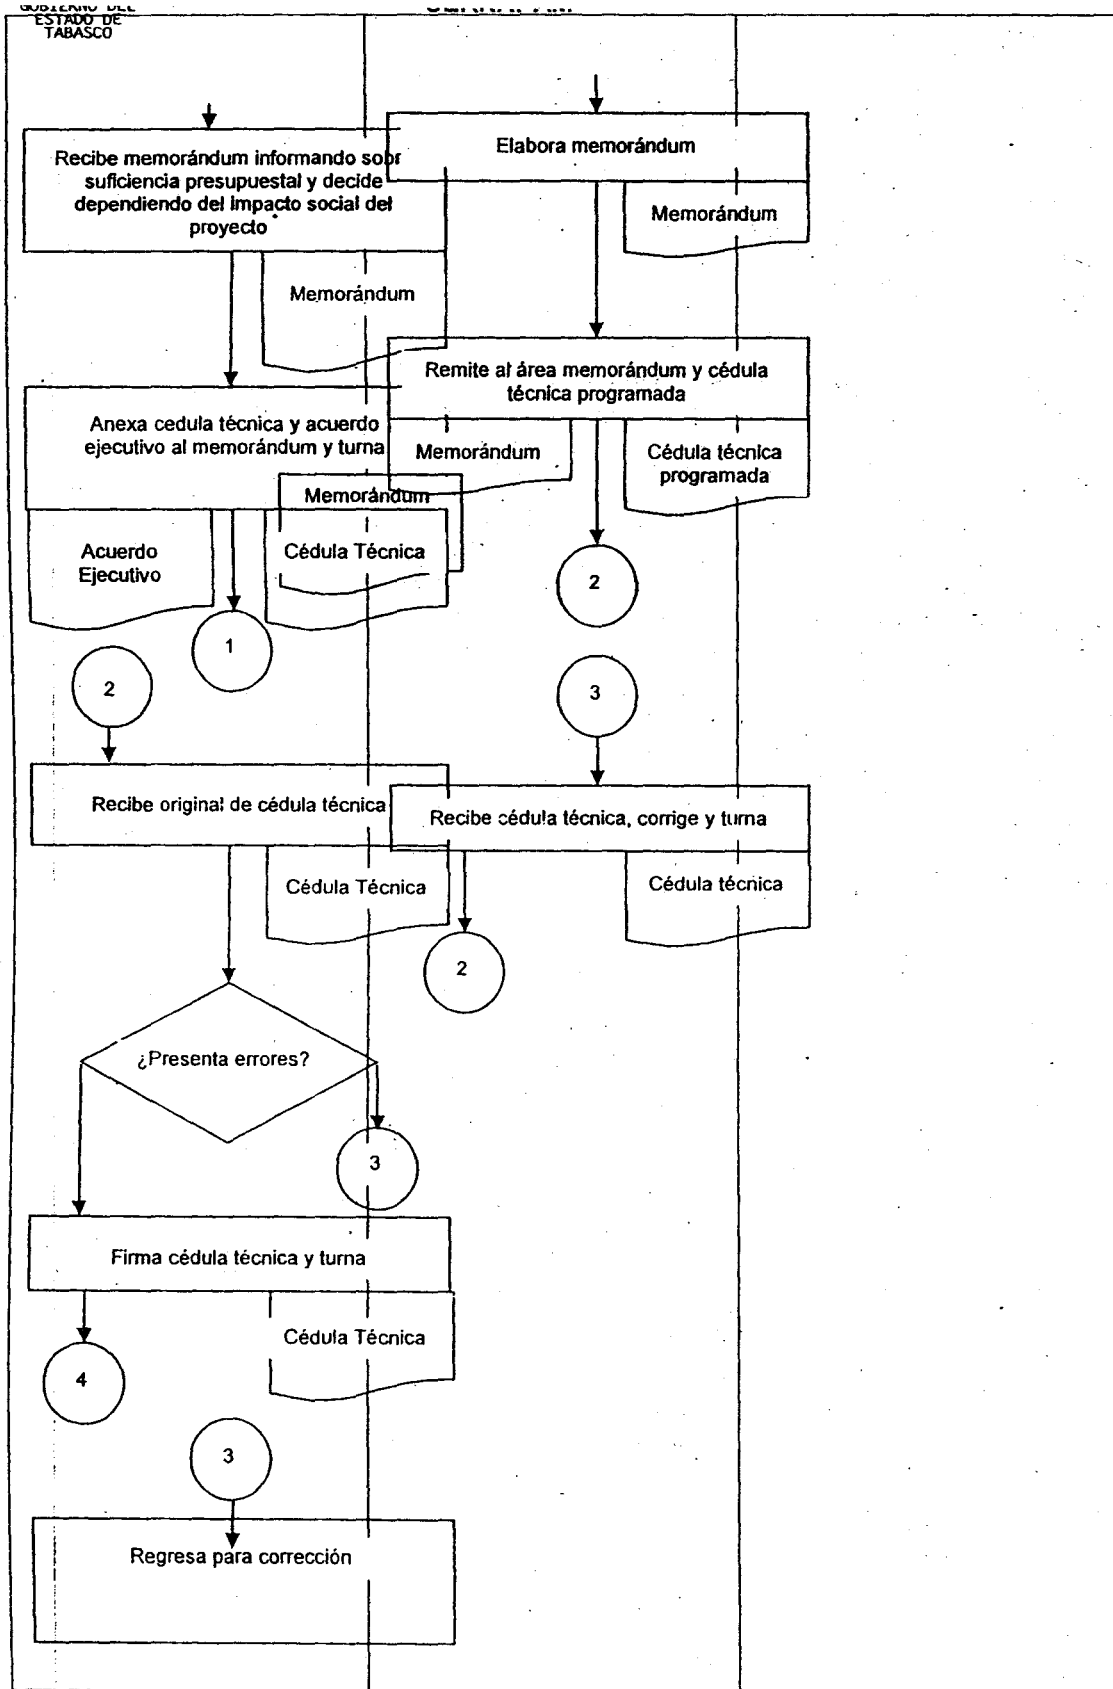 GOBIERNO DEL
ESTADO DE
TABASCO
Recibe memorándum informando sobr
suficiencia presupuestal y decide
dependiendo del impacto social del
proyecto
Memorándum
Anexa cedula técnica y acuerdo
ejecutivo al memorándum y turna
Memorándum
Acuerdo
Ejecutivo
Cédula Técnica
1
2
Recibe original de cédula técnica
Cédula Técnica
¿Presenta errores?
3
Firma cédula técnica y turna
Cédula Técnica
4
3
Regresa para corrección
Elabora memorándum
Memorándum
Remite al área memorándum y cédula
técnica programada
Memorándum
Cédula técnica
programada
2
3
Recibe cédula técnica, corrige y turna
Cédula técnica
2